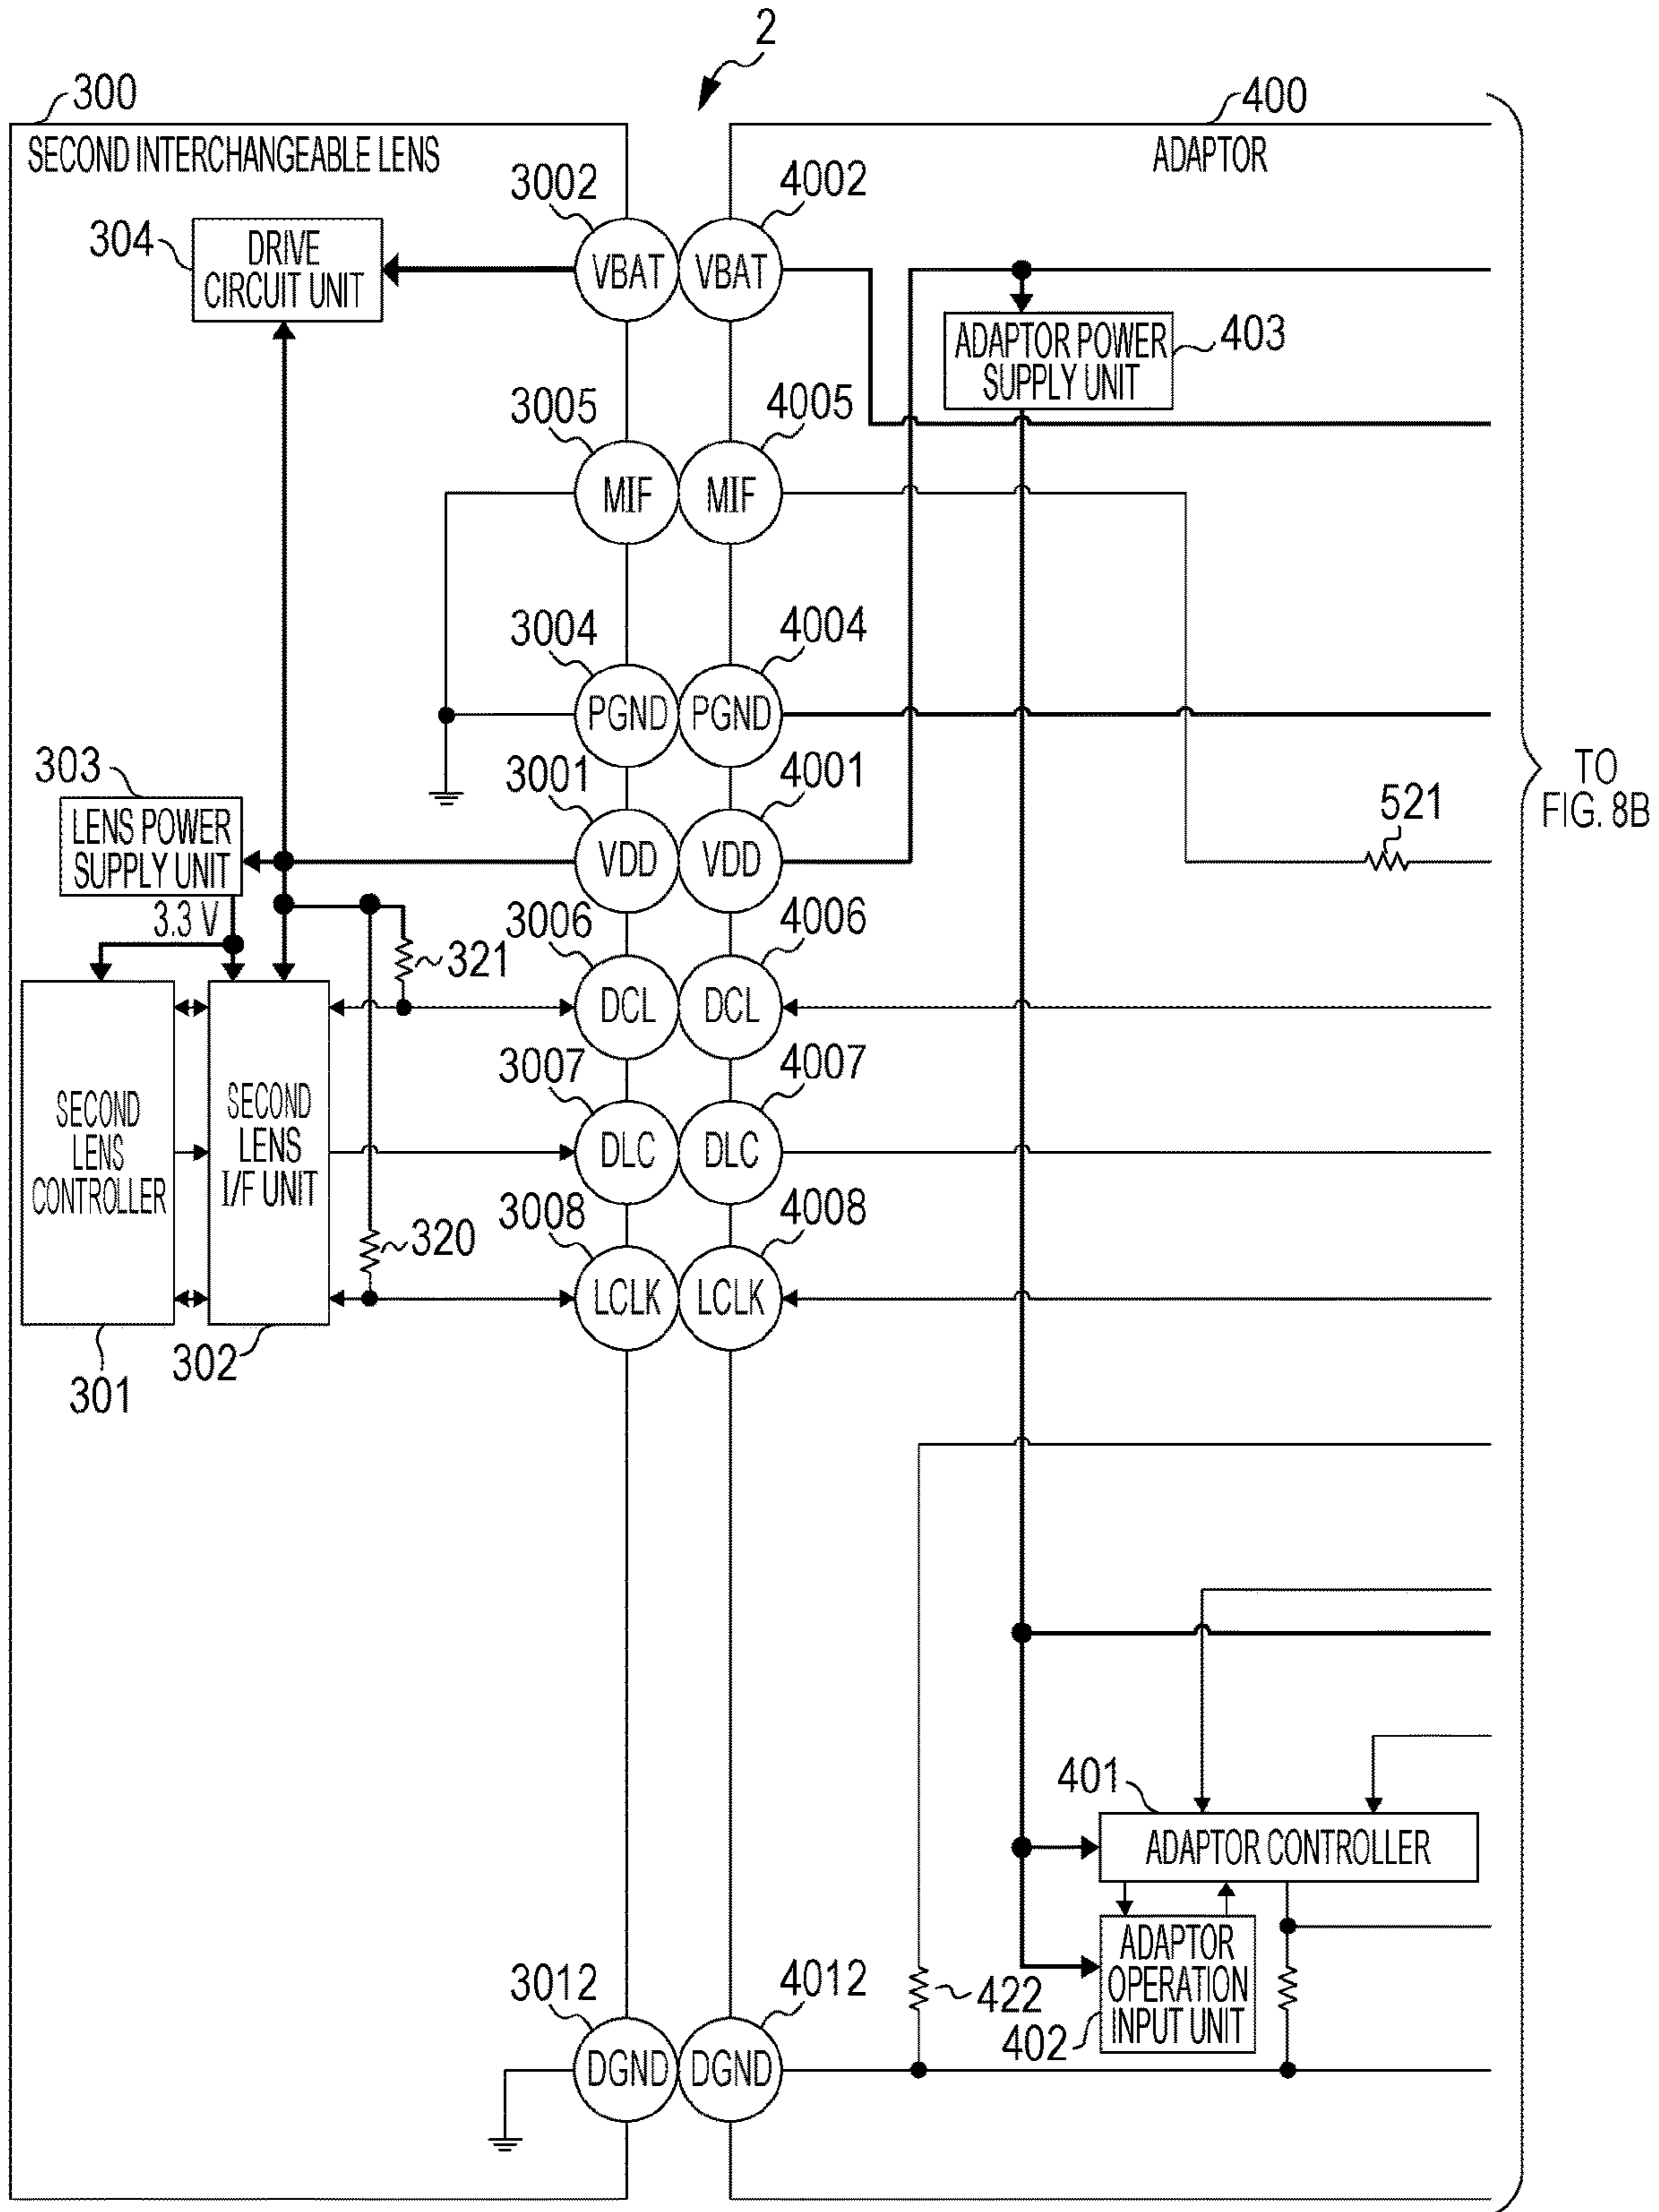 2
300
400
SECOND INTERCHANGEABLE LENS
ADAPTOR
3002
4002
304
DRIVE
CIRCUIT UNIT
VBAT
VBAT
ADAPTOR POWER
SUPPLY UNIT
403
3005
4005
MIF
MIF
3004
4004
PGND
PGND
303
3001
4001
TO
FIG. 8B
521
LENS POWER
SUPPLY UNIT
VDD
VDD
3.3 V
3006
4006
321
DCL
DCL
3007
4007
SECOND
LENS
CONTROLLER
SECOND
LENS
I/F UNIT
DLC
DLC
3008
4008
320
LCLK
LCLK
301
302
401
ADAPTOR CONTROLLER
ADAPTOR
OPERATION
INPUT UNIT
3012
4012
422
402
DGND
DGND